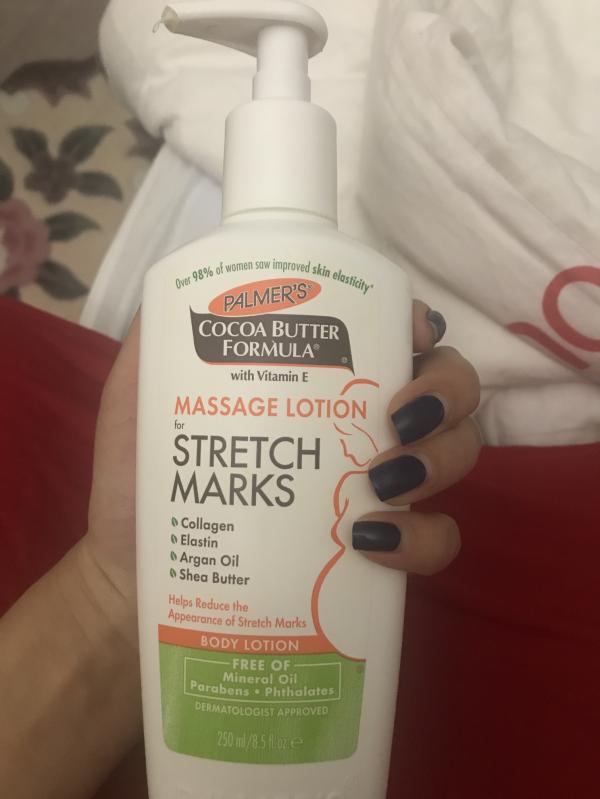 Over 98% of women saw improved skin elasticity*
PALMER'S®
COCOA BUTTER
FORMULA®
with Vitamin E
MASSAGE LOTION
for
STRETCH
MARKS
Collagen
Elastin
Argan Oil
Shea Butter
Helps Reduce the
Appearance of Stretch Marks
BODY LOTION
FREE OF
Mineral Oil
Parabens • Phthalates
DERMATOLOGIST APPROVED
250 ml/8.5 fl. oz e